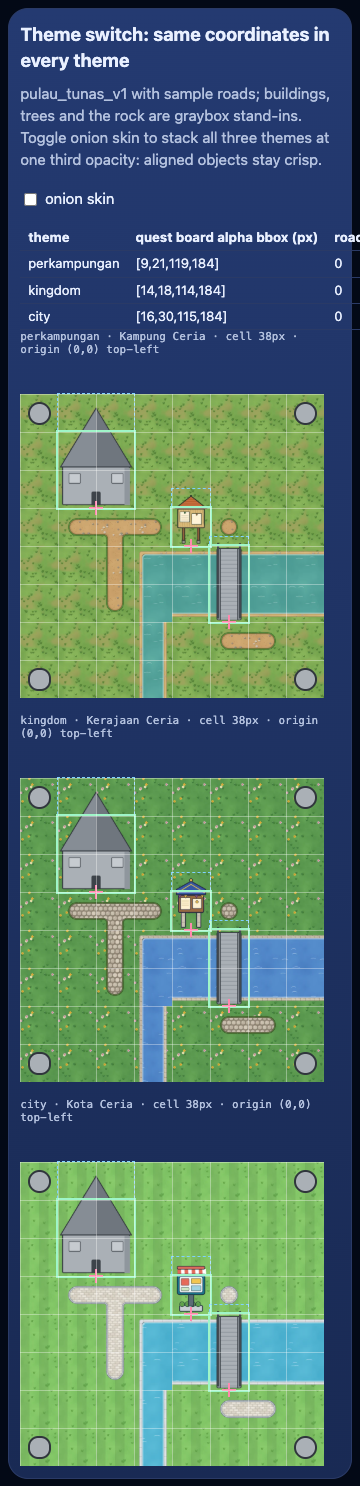 Theme switch: same coordinates in
every theme
pulau_tunas_v1 with sample roads; buildings,
trees and the rock are graybox stand-ins.
Toggle onion skin to stack all three themes at
one third opacity: aligned objects stay crisp.
onion skin
theme quest board alpha bbox (px) road
perkampungan [9,21,119,184] 0
kingdom [14,18,114,184] 0
city [16,30,115,184] 0
perkampungan · Kampung Ceria · cell 38px ·
origin (0,0) top-left
kingdom · Kerajaan Ceria · cell 38px · origin
(0,0) top-left
city · Kota Ceria · cell 38px · origin (0,0)
top-left